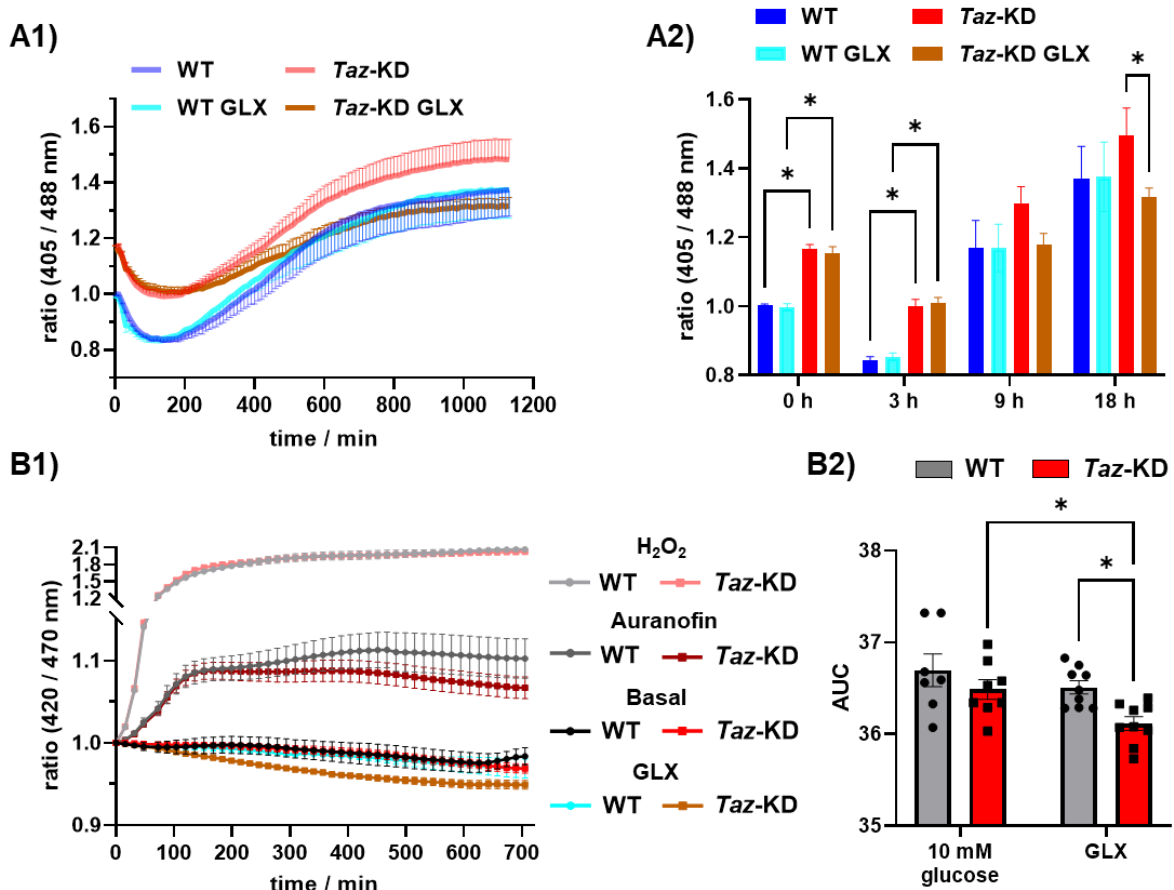 A1)
WT
Taz-KD
WT GLX
Taz-KD GLX
ratio (405 / 488 nm)
1.6
1.4
1.2
1.0
0.8
0 200 400 600 800 1000 1200
time / min
A2)
WT
Taz-KD
WT GLX
Taz-KD GLX
ratio (405 / 488 nm)
1.6
1.4
1.2
1.0
0.8
* * * * *
0 h 3 h 9 h 18 h
B1)
ratio (420 / 470 nm)
2.1
1.8
1.5
1.2
1.1
1.0
0.9
0 100 200 300 400 500 600 700
time / min
H₂O₂
WT Taz-KD
Auranofin
WT Taz-KD
Basal
WT Taz-KD
GLX
WT Taz-KD
B2)
WT Taz-KD
AUC
38
37
36
35
*
*
10 mM
glucose
GLX